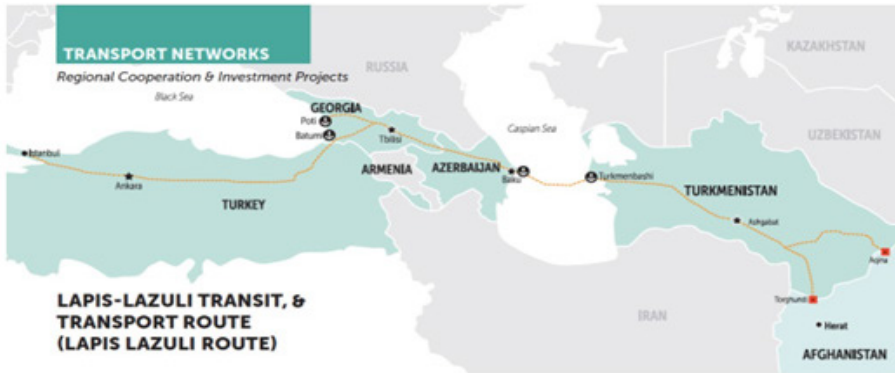 TRANSPORT NETWORKS
Regional Cooperation & Investment Projects
Black Sea
RUSSIA
KAZAKHSTAN
GEORGIA
Poti
Batumi
Tbilisi
Caspian Sea
UZBEKISTAN
Istanbul
Ankara
TURKEY
ARMENIA
AZERBAIJAN
Baku
Turkmenbashi
TURKMENISTAN
Ashgabat
Aqina
Torghundi
LAPIS-LAZULI TRANSIT, &
TRANSPORT ROUTE
(LAPIS LAZULI ROUTE)
IRAN
Herat
AFGHANISTAN